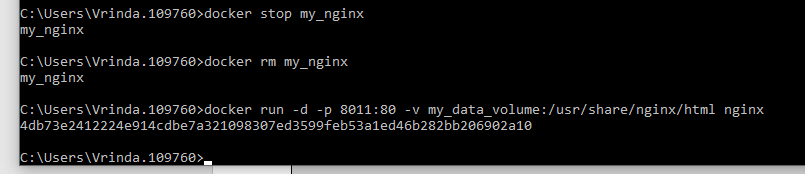 C:\Users\Vrinda.109760>docker stop my_nginx
my_nginx
C:\Users\Vrinda.109760>docker rm my_nginx
my_nginx
C:\Users\Vrinda.109760>docker run -d -p 8011:80 -v my_data_volume:/usr/share/nginx/html nginx
4db73e2412224e914cdbe7a321098307ed3599feb53a1ed46b282bb206902a10
C:\Users\Vrinda.109760>